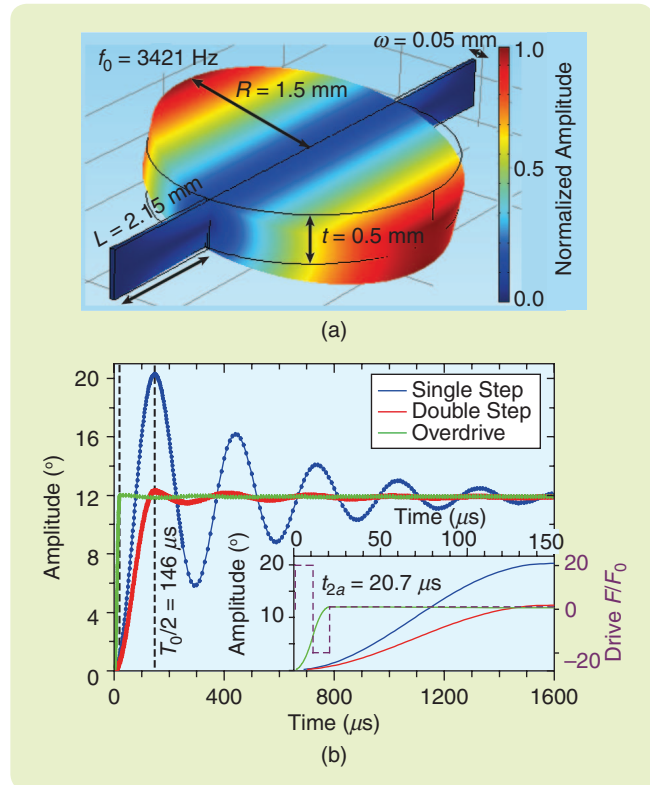 f0 = 3421 Hz
ω = 0.05 mm
R = 1.5 mm
L = 2.15 mm
t = 0.5 mm
1.0
0.5
0.0
Normalized Amplitude
(a)
20
16
12
8
4
0
Amplitude (°)
Single Step
Double Step
Overdrive
T0/2 = 146 μs
Time (μs)
0 50 100 150
20
10
Amplitude (°)
t2a = 20.7 μs
20
0
–20
Drive F/F0
0 400 800 1200 1600
Time (μs)
(b)